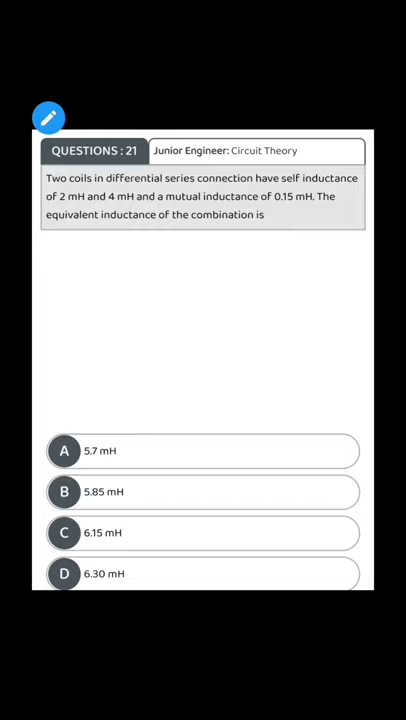 QUESTIONS : 21
Junior Engineer: Circuit Theory
Two coils in differential series connection have self inductance
of 2 mH and 4 mH and a mutual inductance of 0.15 mH. The
equivalent inductance of the combination is
A 5.7 mH
B 5.85 mH
C 6.15 mH
D 6.30 mH